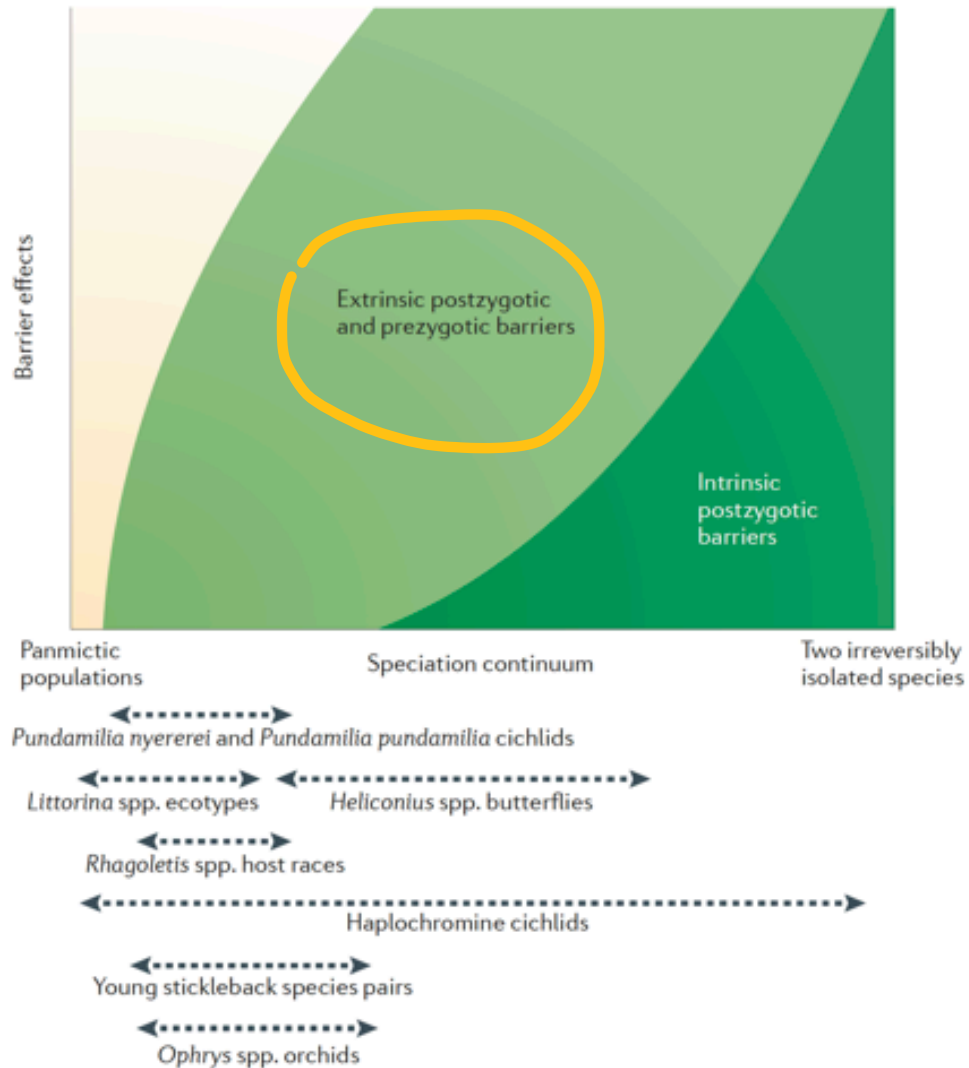 Barrier effects
Extrinsic postzygotic
and prezygotic barriers
Intrinsic
postzygotic
barriers
Panmictic
populations
Speciation continuum
Two irreversibly
isolated species
Pundamilia nyererei and Pundamilia pundamilia cichlids
Littorina spp. ecotypes
Heliconius spp. butterflies
Rhagoletis spp. host races
Haplochromine cichlids
Young stickleback species pairs
Ophrys spp. orchids